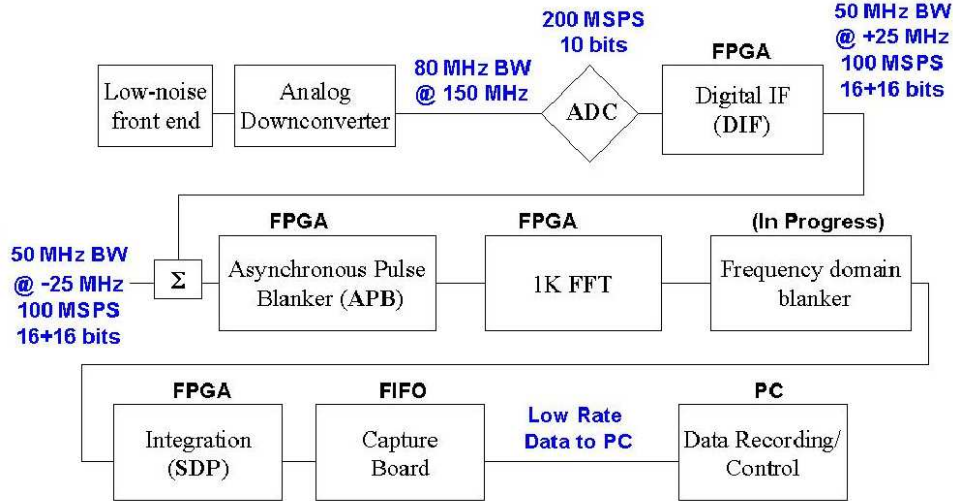 Low-noise
front end
Analog
Downconverter
80 MHz BW
@ 150 MHz
200 MSPS
10 bits
ADC
FPGA
Digital IF
(DIF)
50 MHz BW
@ +25 MHz
100 MSPS
16+16 bits
50 MHz BW
@ -25 MHz
100 MSPS
16+16 bits
Σ
FPGA
Asynchronous Pulse
Blanker (APB)
FPGA
1K FFT
(In Progress)
Frequency domain
blanker
FPGA
Integration
(SDP)
FIFO
Capture
Board
Low Rate
Data to PC
PC
Data Recording/
Control